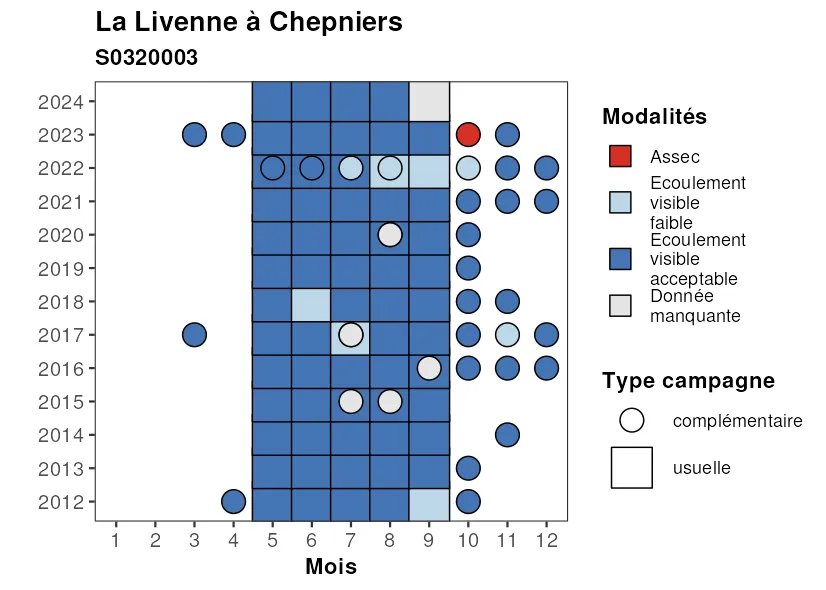 La Livenne à Chepniers
S0320003
2024
2023
2022
2021
2020
2019
2018
2017
2016
2015
2014
2013
2012
1 2 3 4 5 6 7 8 9 10 11 12
Mois
Modalités
Assec
Ecoulement
visible
faible
Ecoulement
visible
acceptable
Donnée
manquante
Type campagne
complémentaire
usuelle